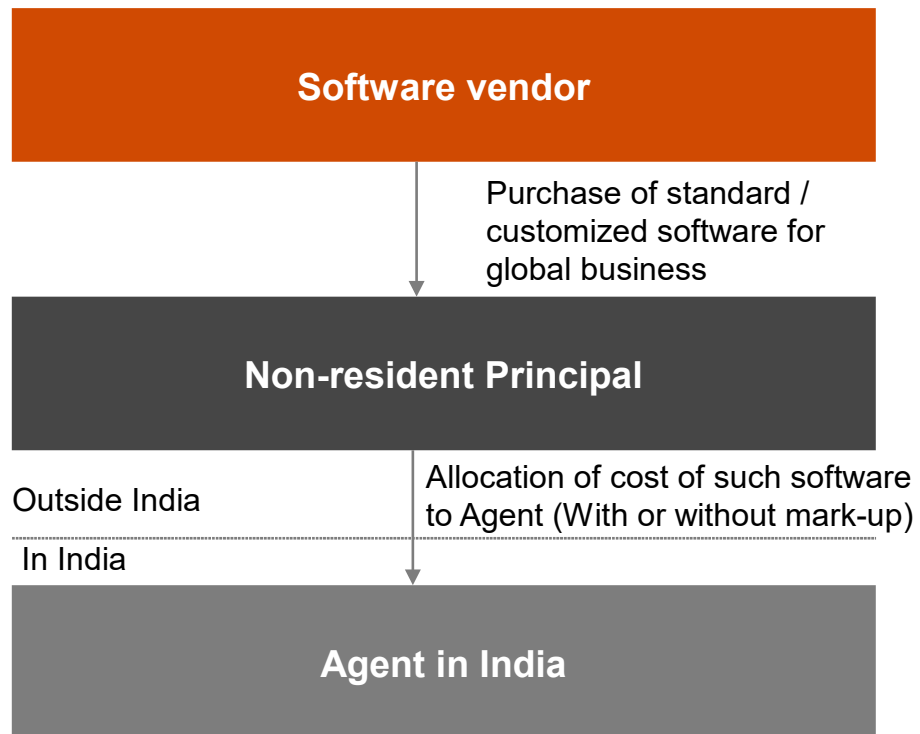 Software vendor
Purchase of standard /
customized software for
global business
Non-resident Principal
Allocation of cost of such software
to Agent (With or without mark-up)
Outside India
In India
Agent in India